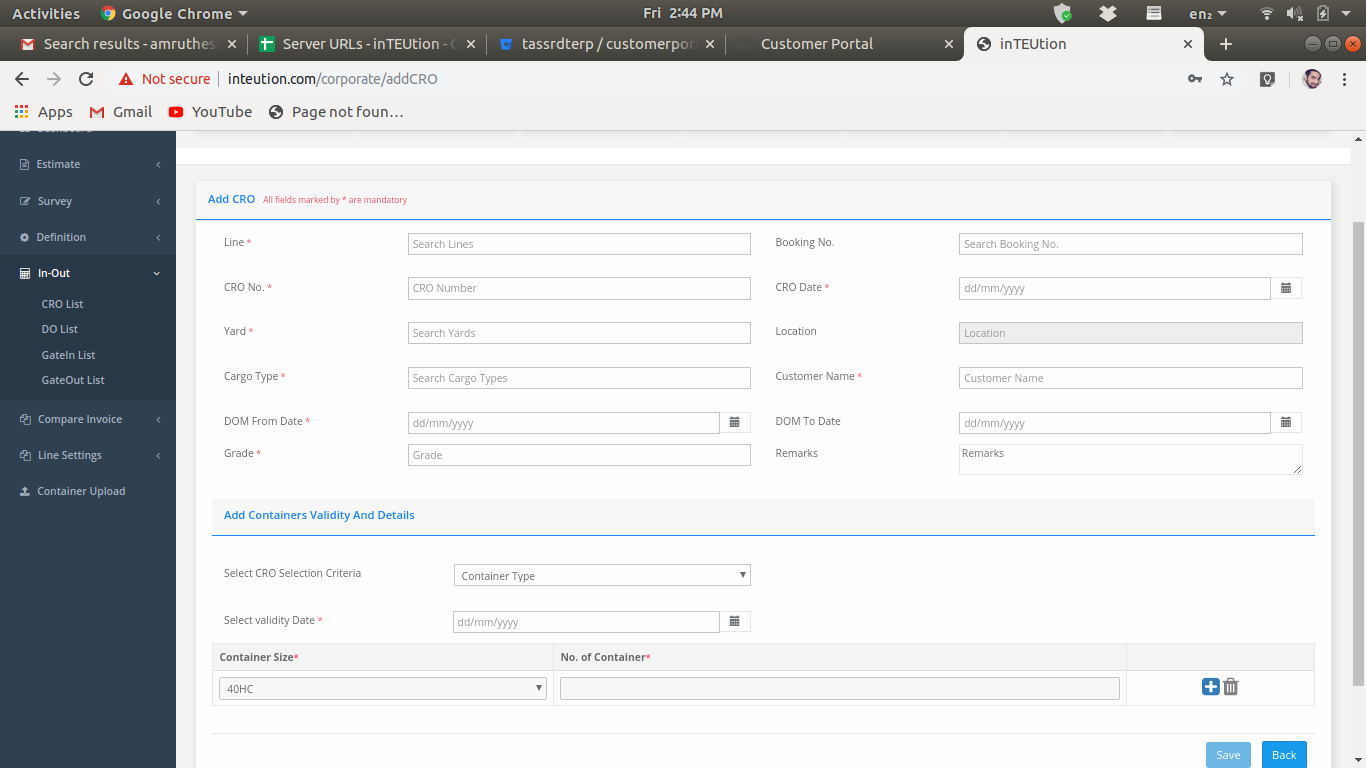 Activities Google Chrome Fri 2:44 PM en₂
Search results - amruthes Server URLs - inTEUtion - tassrdterp / customerpor Customer Portal inTEUtion
Not secure inteution.com/corporate/addCRO
Apps Gmail YouTube Page not foun…
Estimate
Survey
Definition
In-Out
CRO List
DO List
GateIn List
GateOut List
Compare Invoice
Line Settings
Container Upload
Add CRO All fields marked by * are mandatory
Line * Search Lines Booking No. Search Booking No.
CRO No. * CRO Number CRO Date * dd/mm/yyyy
Yard * Search Yards Location Location
Cargo Type * Search Cargo Types Customer Name * Customer Name
DOM From Date * dd/mm/yyyy DOM To Date dd/mm/yyyy
Grade * Grade Remarks Remarks
Add Containers Validity And Details
Select CRO Selection Criteria Container Type
Select validity Date * dd/mm/yyyy
Container Size* No. of Container*
40HC
Save Back